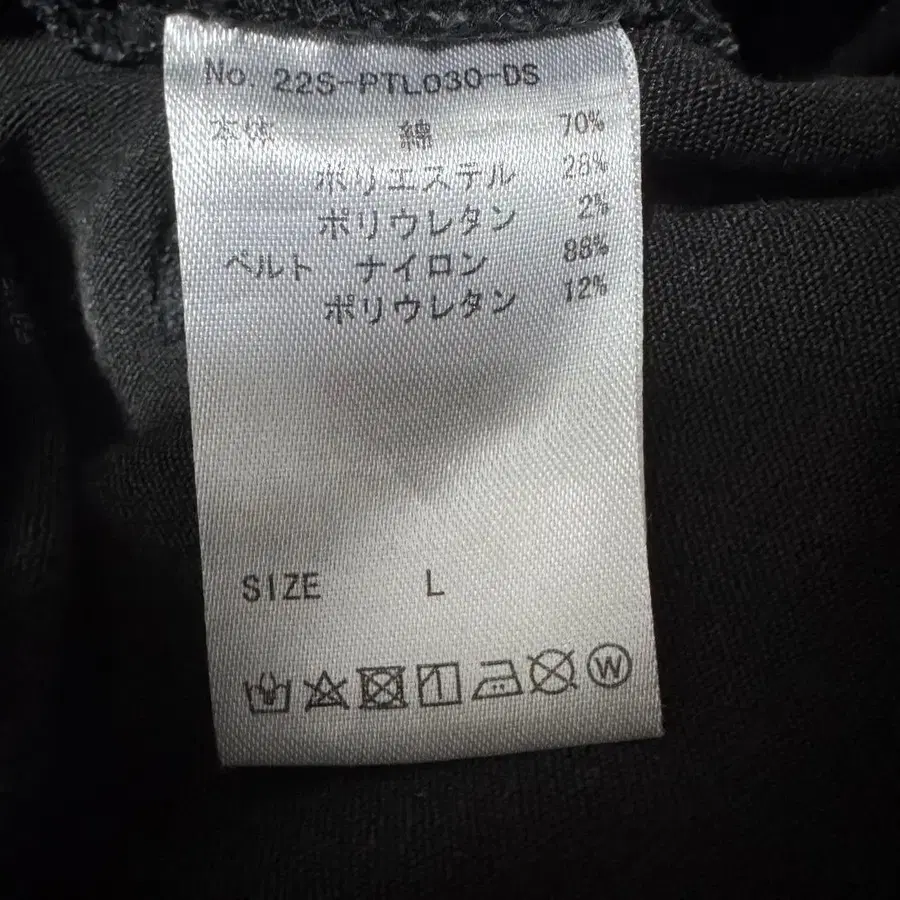 No. 22S-PTL030-DS
本体 綿 70%
ポリエステル 28%
ポリウレタン 2%
ベルト ナイロン 88%
ポリウレタン 12%
SIZE L
W